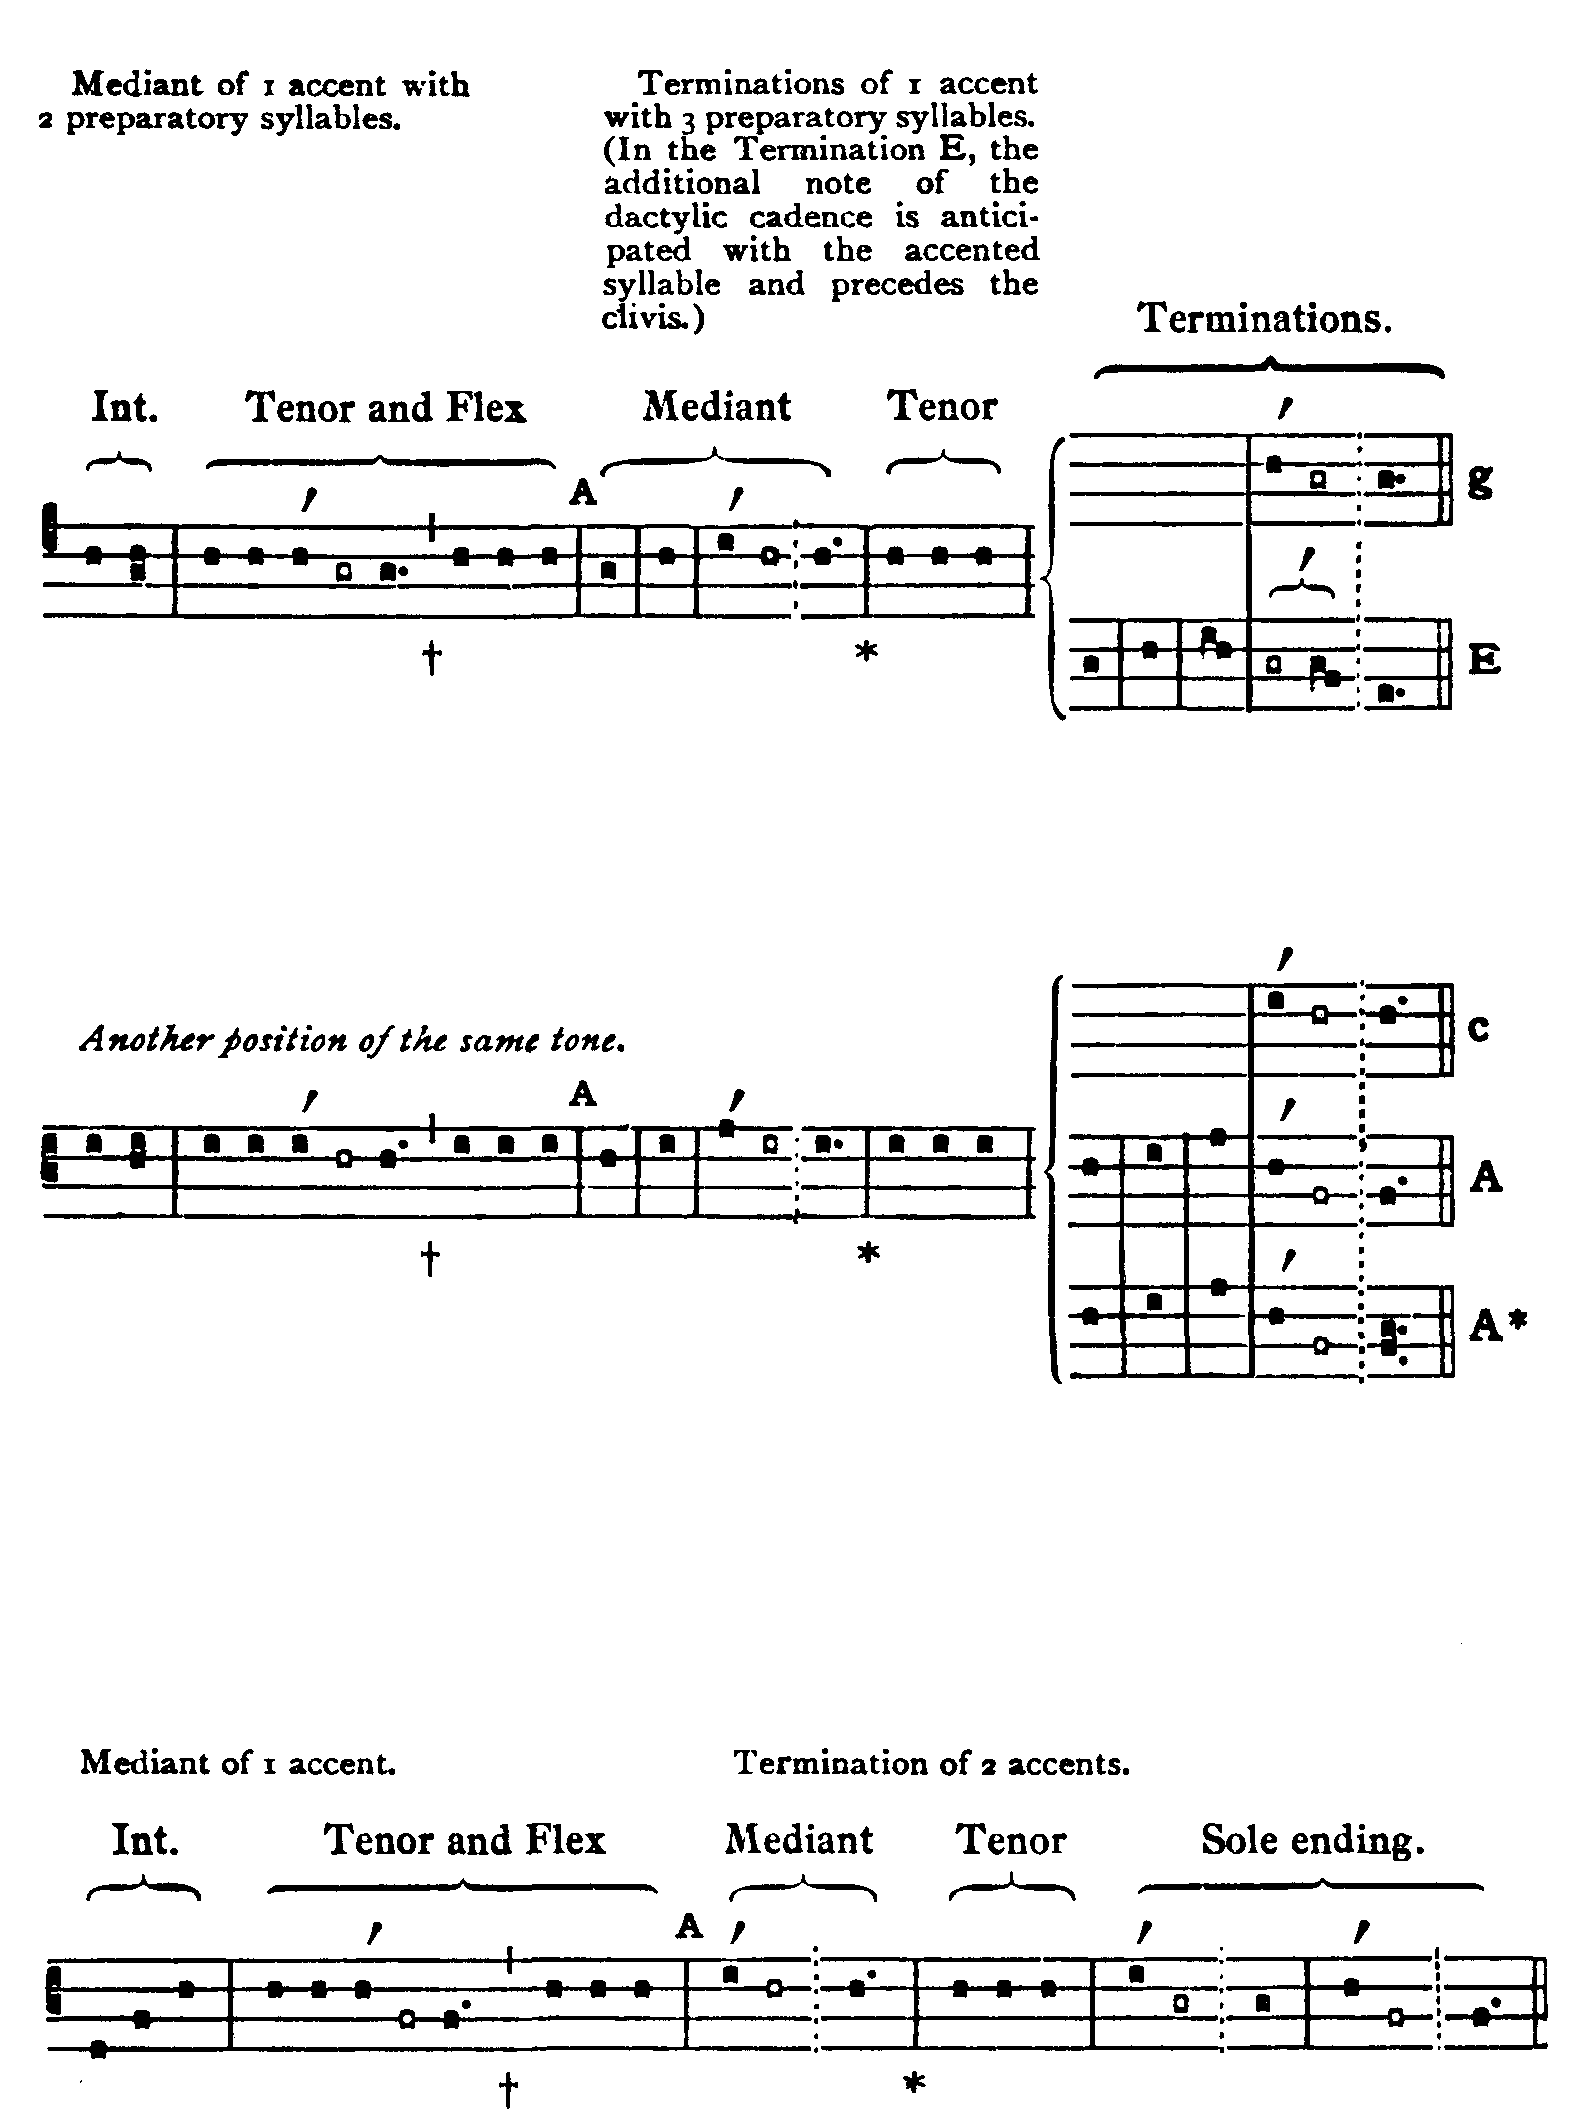 Mediant of 1 accent with
2 preparatory syllables.
Terminations of 1 accent
with 3 preparatory syllables.
(In the Termination E, the
additional note of the
dactylic cadence is antici-
pated with the accented
syllable and precedes the
clivis.)
Terminations.
Int. Tenor and Flex Mediant Tenor
A
g
† *
E
c
Another position of the same tone.
A
A
† *
A*
Mediant of 1 accent. Termination of 2 accents.
Int. Tenor and Flex Mediant Tenor Sole ending.
A
† *